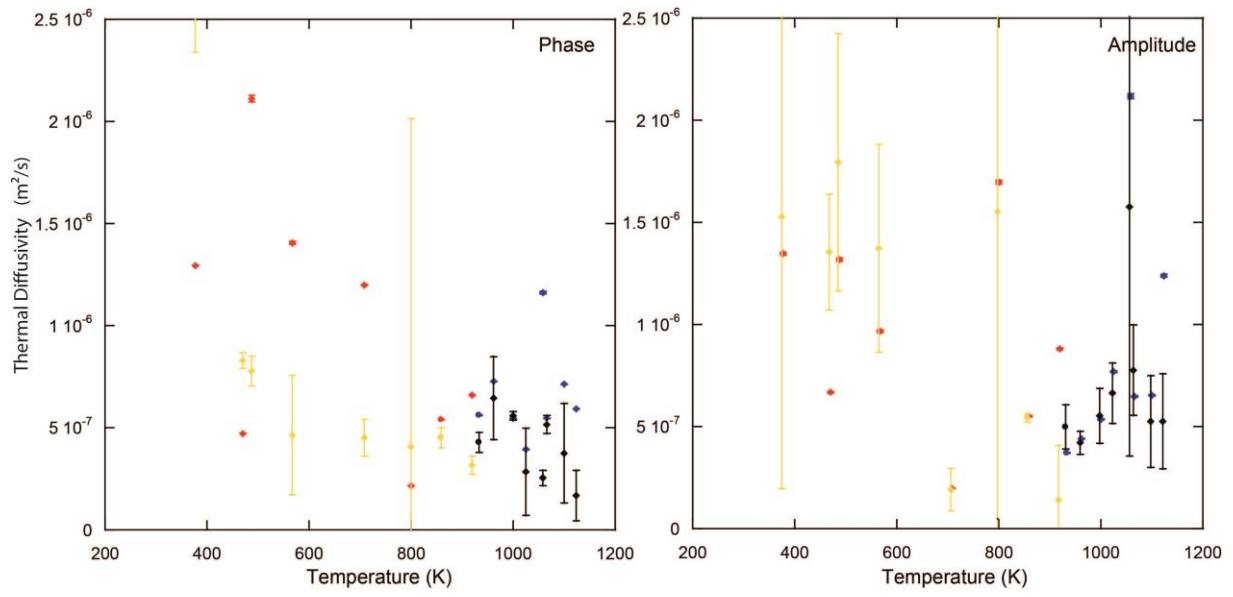 Phase
Amplitude
Thermal Diffusivity (m²/s)
2.5 10⁻⁶
2 10⁻⁶
1.5 10⁻⁶
1 10⁻⁶
5 10⁻⁷
0
200 400 600 800 1000 1200
Temperature (K)
2.5 10⁻⁶
2 10⁻⁶
1.5 10⁻⁶
1 10⁻⁶
5 10⁻⁷
0
200 400 600 800 1000 1200
Temperature (K)